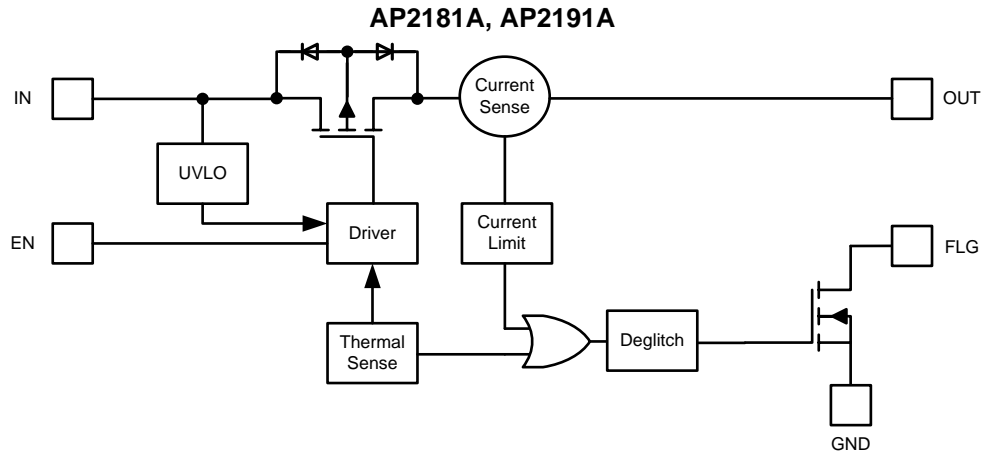 AP2181A, AP2191A
IN
Current
Sense
OUT
UVLO
EN
Driver
Current
Limit
FLG
Thermal
Sense
Deglitch
GND